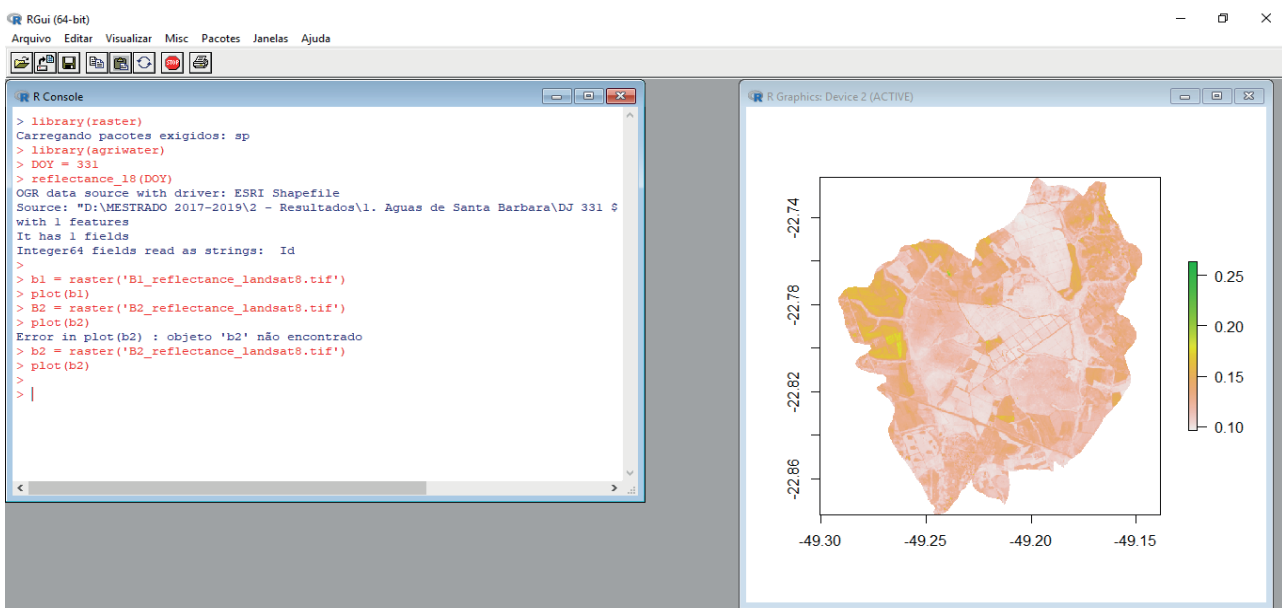 RGui (64-bit)
Arquivo Editar Visualizar Misc Pacotes Janelas Ajuda
STOP
R Console
> library(raster)
Carregando pacotes exigidos: sp
> library(agriwater)
> DOY = 331
> reflectance_l8(DOY)
OGR data source with driver: ESRI Shapefile
Source: "D:\MESTRADO 2017-2019\2 - Resultados\1. Aguas de Santa Barbara\DJ 331 $
with 1 features
It has 1 fields
Integer64 fields read as strings:  Id
>
> b1 = raster('B1_reflectance_landsat8.tif')
> plot(b1)
> B2 = raster('B2_reflectance_landsat8.tif')
> plot(b2)
Error in plot(b2) : objeto 'b2' não encontrado
> b2 = raster('B2_reflectance_landsat8.tif')
> plot(b2)
>
> |
R Graphics: Device 2 (ACTIVE)
-22.74
-22.78
-22.82
-22.86
-49.30 -49.25 -49.20 -49.15
0.25
0.20
0.15
0.10